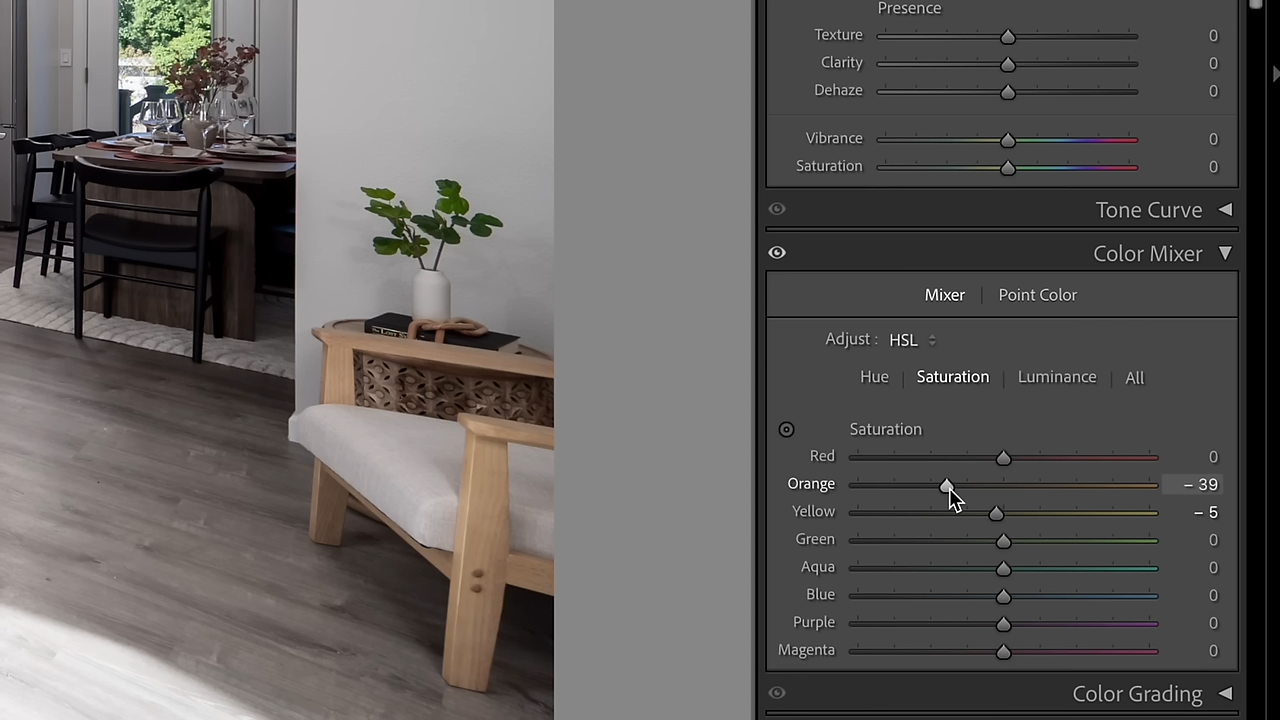 Presence
Texture 0
Clarity 0
Dehaze 0
Vibrance 0
Saturation 0
Tone Curve
Color Mixer
Mixer | Point Color
Adjust : HSL
Hue | Saturation | Luminance | All
Saturation
Red 0
Orange – 39
Yellow – 5
Green 0
Aqua 0
Blue 0
Purple 0
Magenta 0
Color Grading